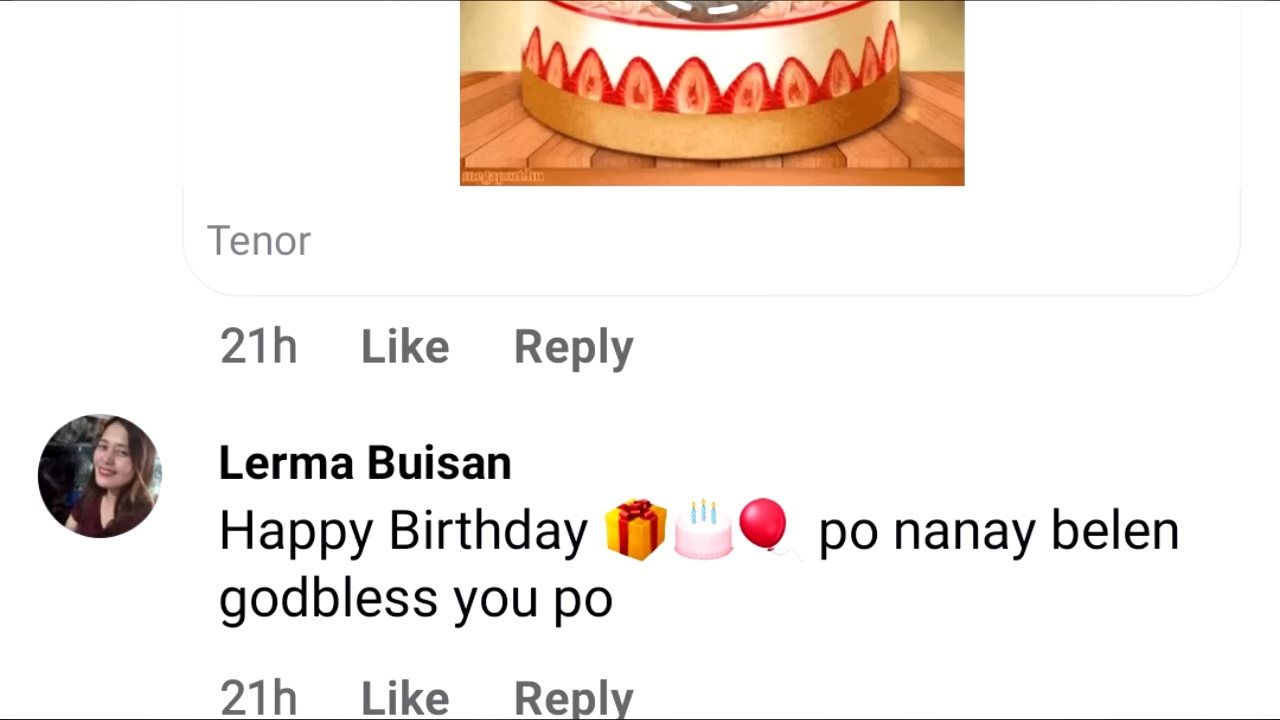 Tenor
21h Like Reply
Lerma Buisan
Happy Birthday 🎁🎂🎈 po nanay belen
godbless you po
21h Like Reply